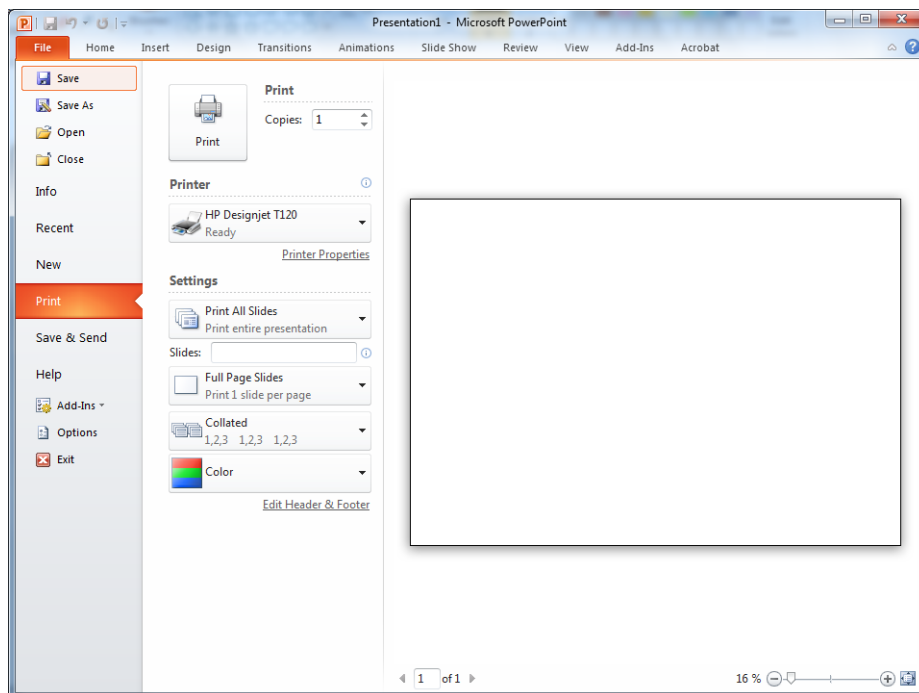 Presentation1 - Microsoft PowerPoint
File Home Insert Design Transitions Animations Slide Show Review View Add-Ins Acrobat
Save
Save As
Open
Close
Info
Recent
New
Print
Save & Send
Help
Add-Ins
Options
Exit
Print
Print
Copies: 1
Printer
HP Designjet T120
Ready
Printer Properties
Settings
Print All Slides
Print entire presentation
Slides:
Full Page Slides
Print 1 slide per page
Collated
1,2,3 1,2,3 1,2,3
Color
Edit Header & Footer
1 of 1
16 %